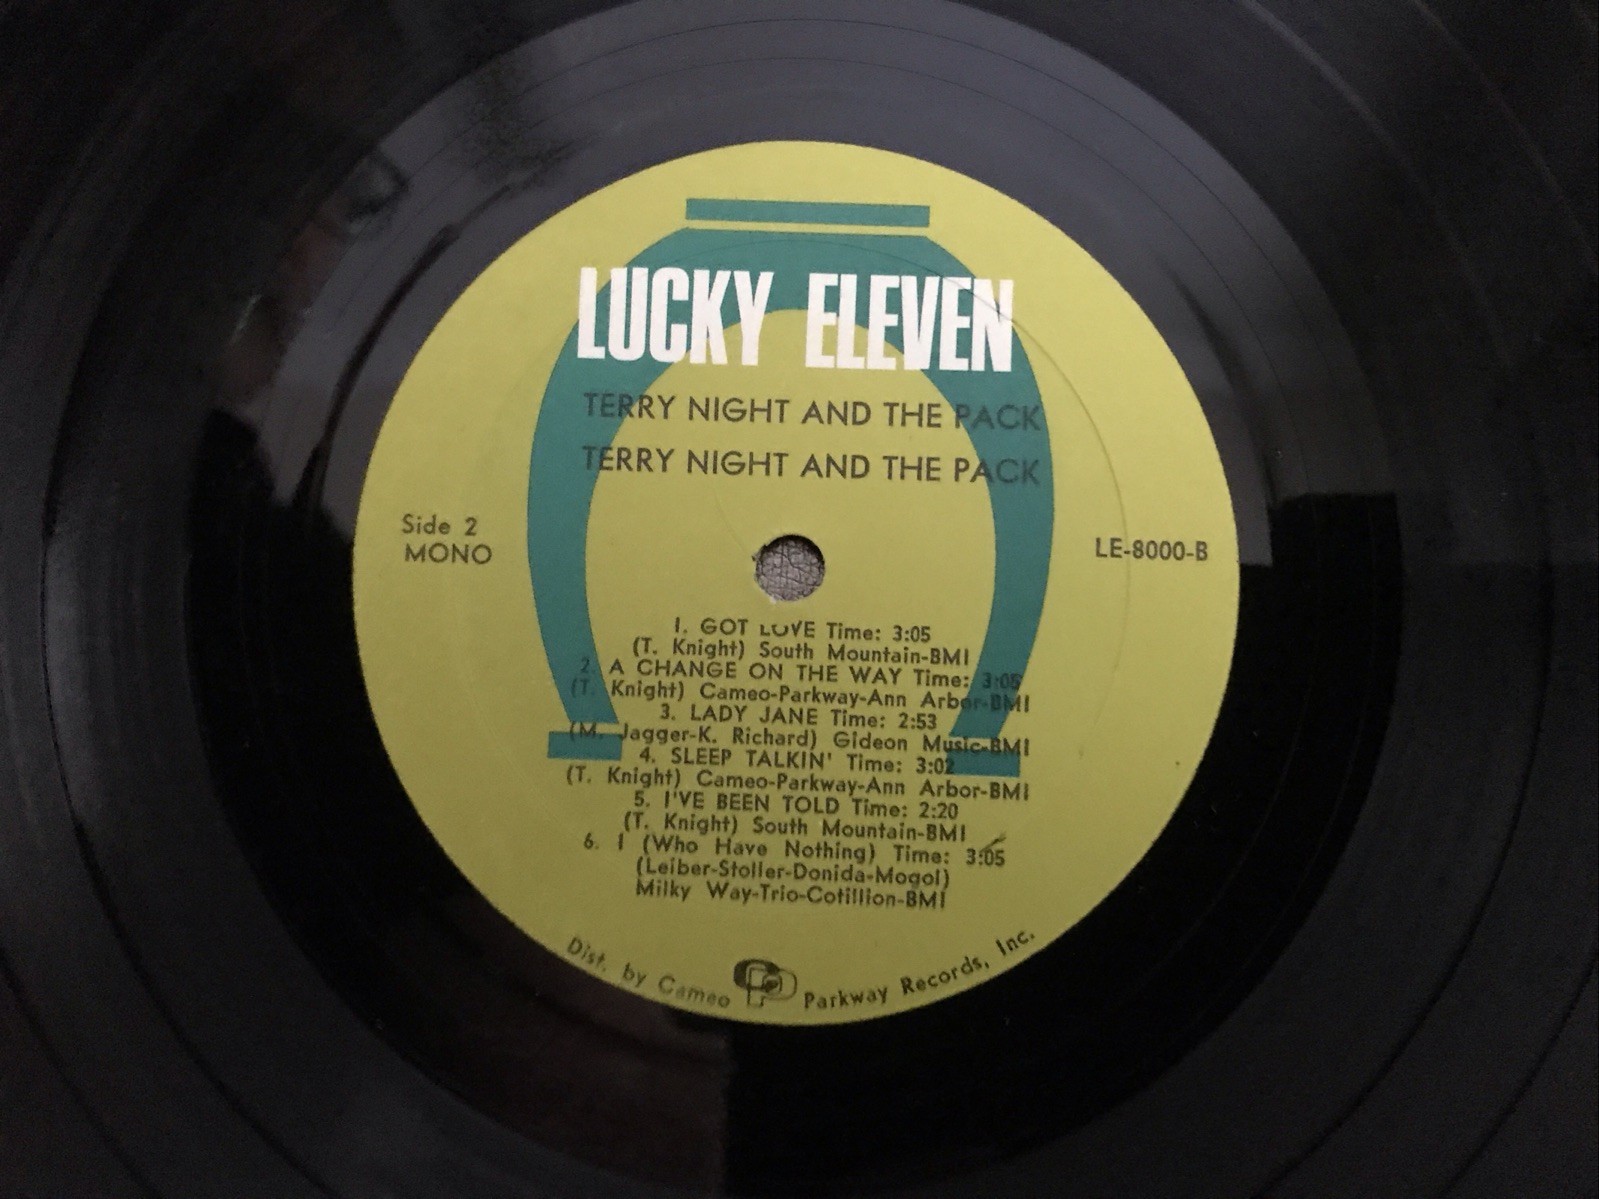 LUCKY ELEVEN
TERRY NIGHT AND THE PACK
TERRY NIGHT AND THE PACK
Side 2
MONO
LE-8000-B
1. GOT LOVE Time: 3:05
(T. Knight) South Mountain-BMI
2. A CHANGE ON THE WAY Time: 3:05
(T. Knight) Cameo-Parkway-Ann Arbor-BMI
3. LADY JANE Time: 2:53
(M. Jagger-K. Richard) Gideon Music-BMI
4. SLEEP TALKIN' Time: 3:02
(T. Knight) Cameo-Parkway-Ann Arbor-BMI
5. I'VE BEEN TOLD Time: 2:20
(T. Knight) South Mountain-BMI
6. I (Who Have Nothing) Time: 3:05
(Leiber-Stoller-Donida-Mogol)
Milky Way-Trio-Cotillion-BMI
Dist. by Cameo CP Parkway Records, Inc.